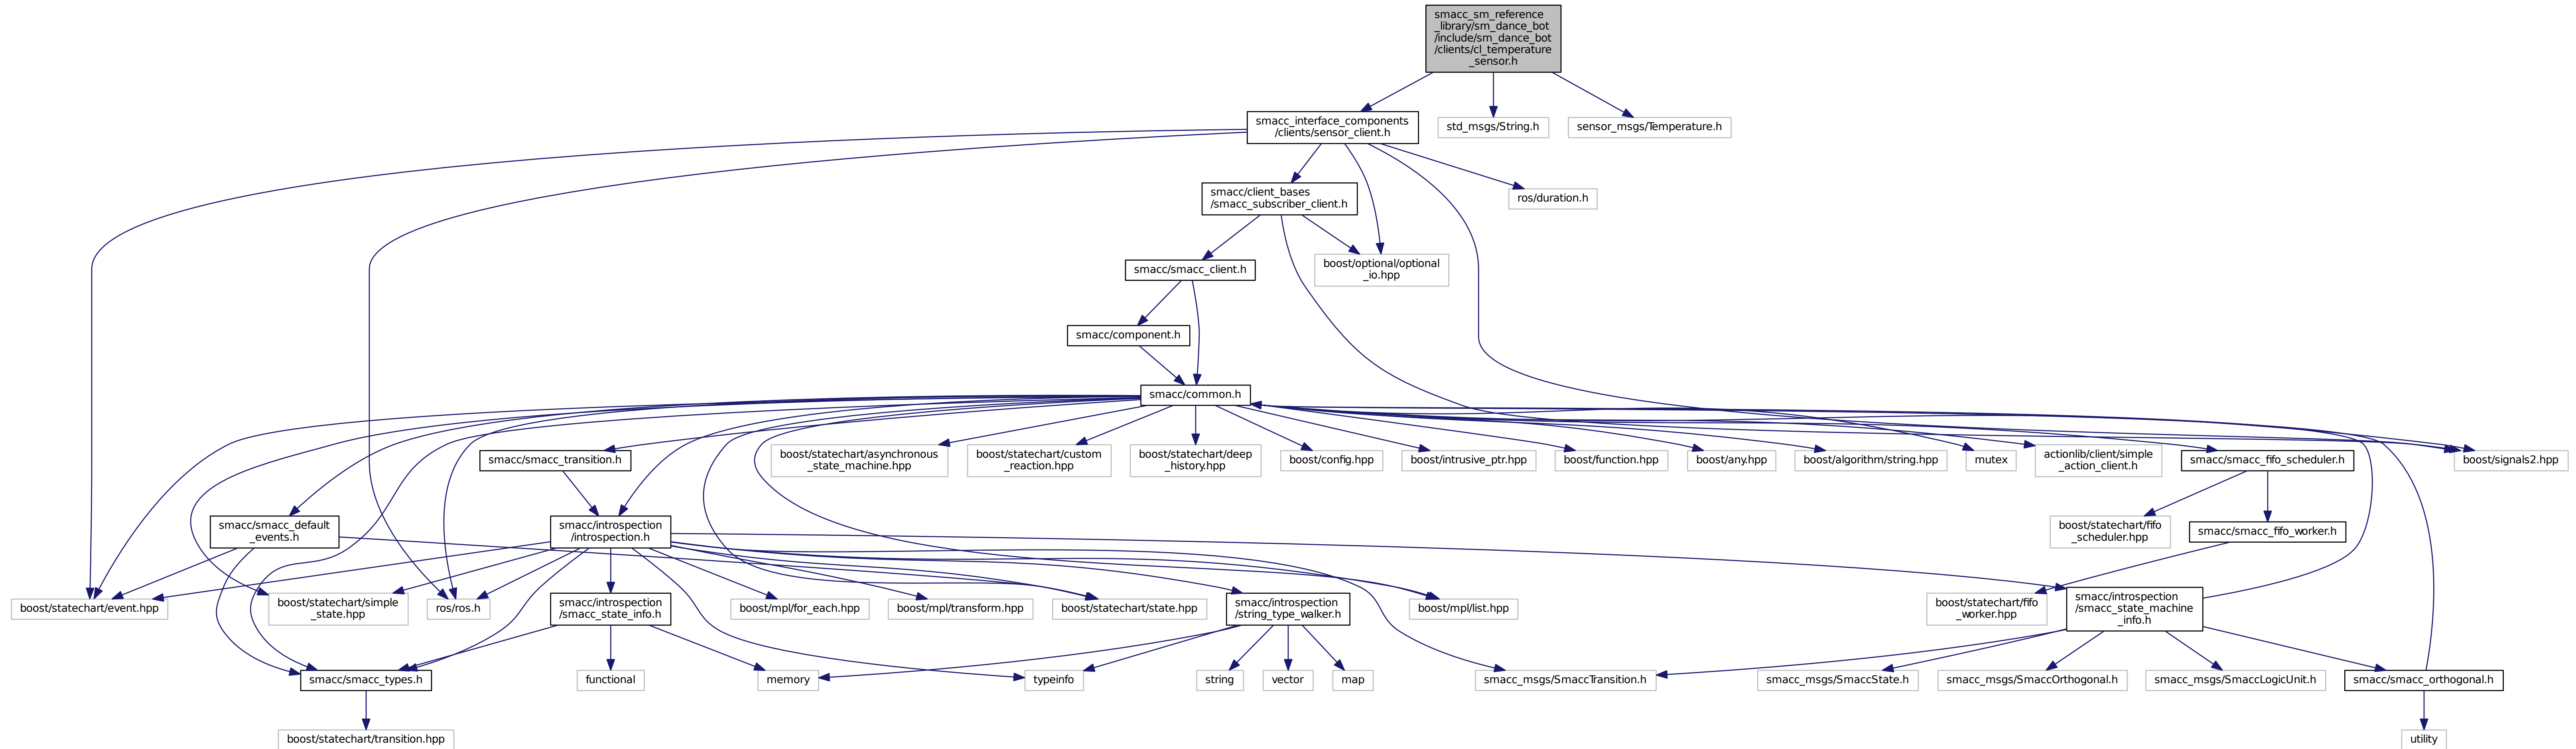 smacc_sm_reference
_library/sm_dance_bot
/include/sm_dance_bot
/clients/cl_temperature
_sensor.h
smacc_interface_components
/clients/sensor_client.h
std_msgs/String.h
sensor_msgs/Temperature.h
smacc/client_bases
/smacc_subscriber_client.h
ros/duration.h
smacc/smacc_client.h
boost/optional/optional
_io.hpp
smacc/component.h
smacc/common.h
smacc/smacc_transition.h
boost/statechart/asynchronous
_state_machine.hpp
boost/statechart/custom
_reaction.hpp
boost/statechart/deep
_history.hpp
boost/config.hpp
boost/intrusive_ptr.hpp
boost/function.hpp
boost/any.hpp
boost/algorithm/string.hpp
mutex
actionlib/client/simple
_action_client.h
smacc/smacc_fifo_scheduler.h
boost/signals2.hpp
smacc/smacc_default
_events.h
smacc/introspection
/introspection.h
boost/statechart/fifo
_scheduler.hpp
smacc/smacc_fifo_worker.h
boost/statechart/event.hpp
boost/statechart/simple
_state.hpp
ros/ros.h
smacc/introspection
/smacc_state_info.h
boost/mpl/for_each.hpp
boost/mpl/transform.hpp
boost/statechart/state.hpp
smacc/introspection
/string_type_walker.h
boost/mpl/list.hpp
boost/statechart/fifo
_worker.hpp
smacc/introspection
/smacc_state_machine
_info.h
smacc/smacc_types.h
functional
memory
typeinfo
string
vector
map
smacc_msgs/SmaccTransition.h
smacc_msgs/SmaccState.h
smacc_msgs/SmaccOrthogonal.h
smacc_msgs/SmaccLogicUnit.h
smacc/smacc_orthogonal.h
boost/statechart/transition.hpp
utility